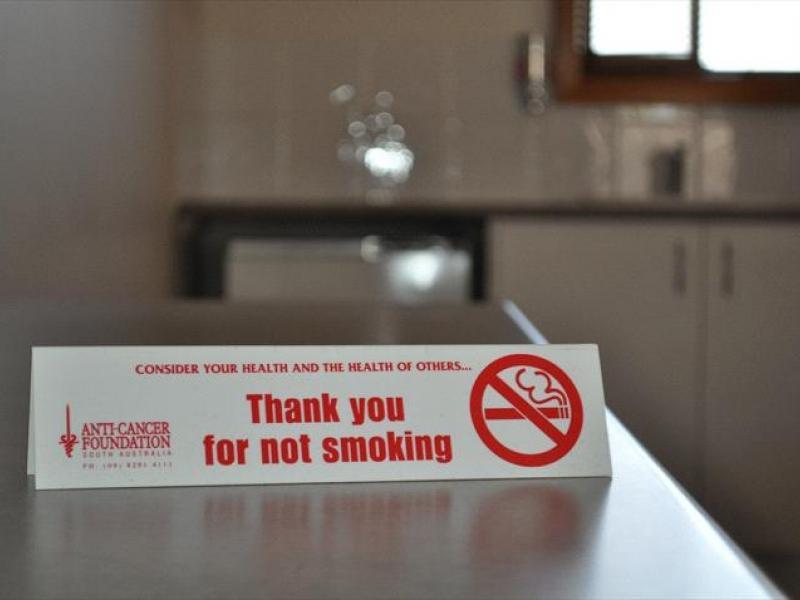 CONSIDER YOUR HEALTH AND THE HEALTH OF OTHERS...
Thank you
for not smoking
ANTI-CANCER
FOUNDATION
SOUTH AUSTRALIA